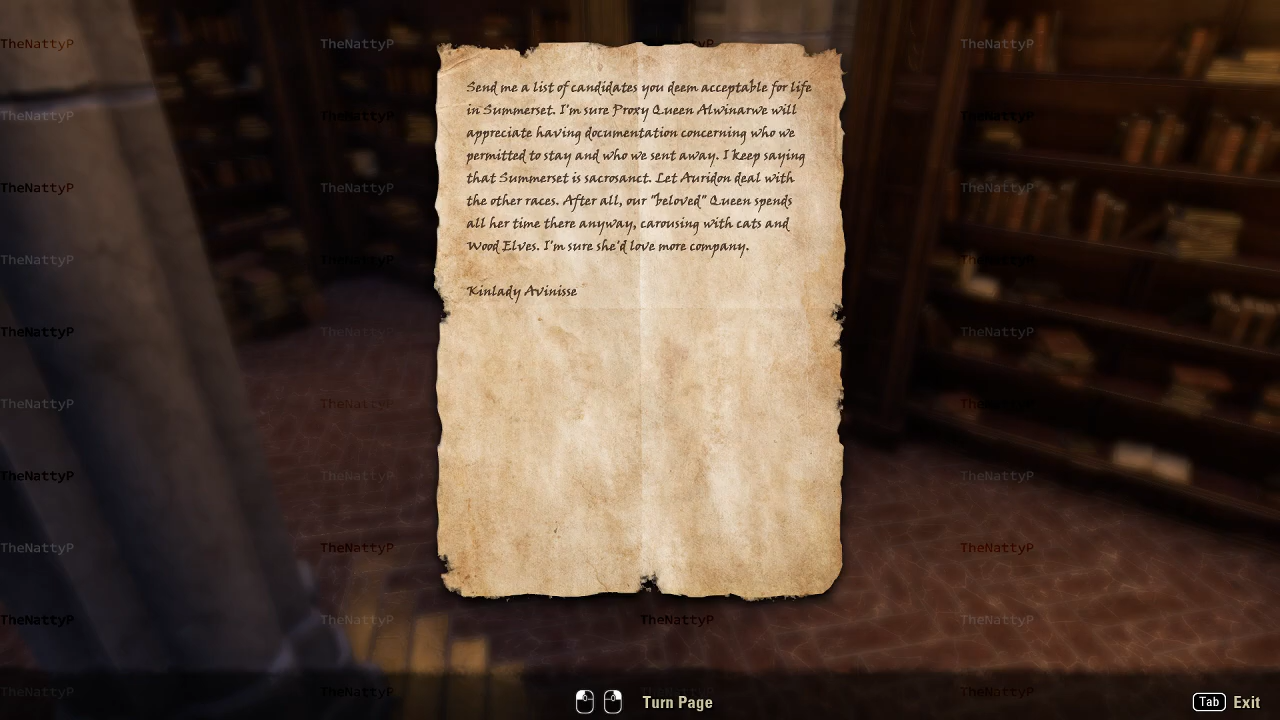 Send me a list of candidates you deem acceptable for life
in Summerset. I'm sure Proxy Queen Alwinarwe will
appreciate having documentation concerning who we
permitted to stay and who we sent away. I keep saying
that Summerset is sacrosanct. Let Auridon deal with
the other races. After all, our "beloved" Queen spends
all her time there anyway, carousing with cats and
Wood Elves. I'm sure she'd love more company.
Kinlady Avinisse
TheNattyP
Turn Page
Tab Exit